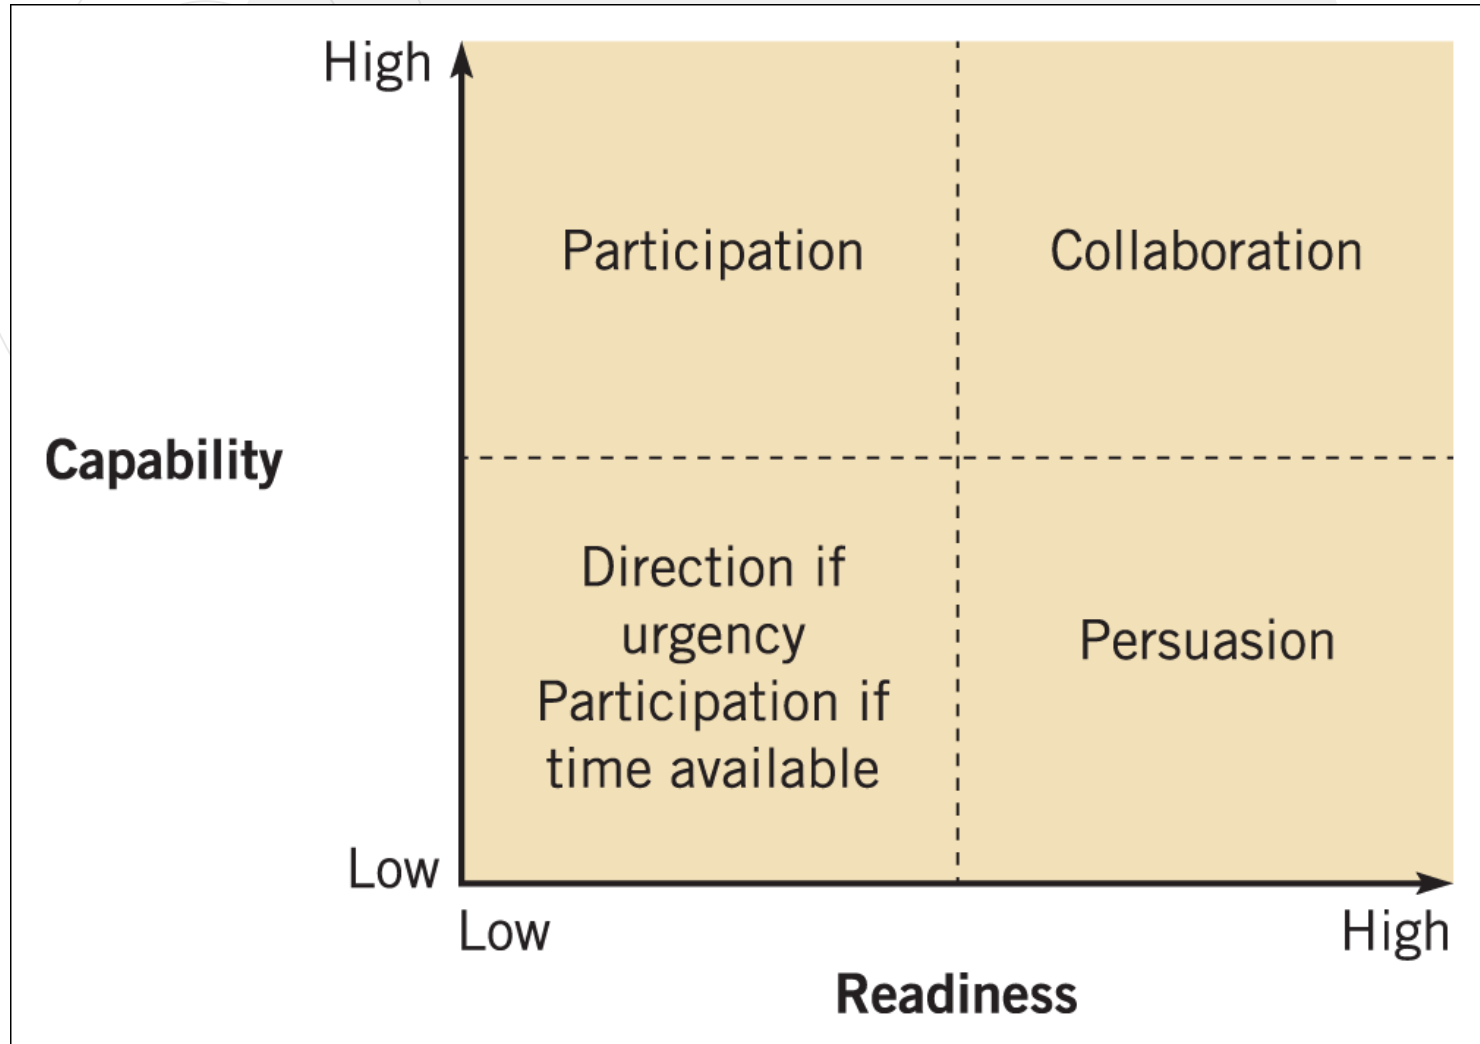 High
Participation
Collaboration
Capability
Direction if
urgency
Participation if
time available
Persuasion
Low
Low
High
Readiness